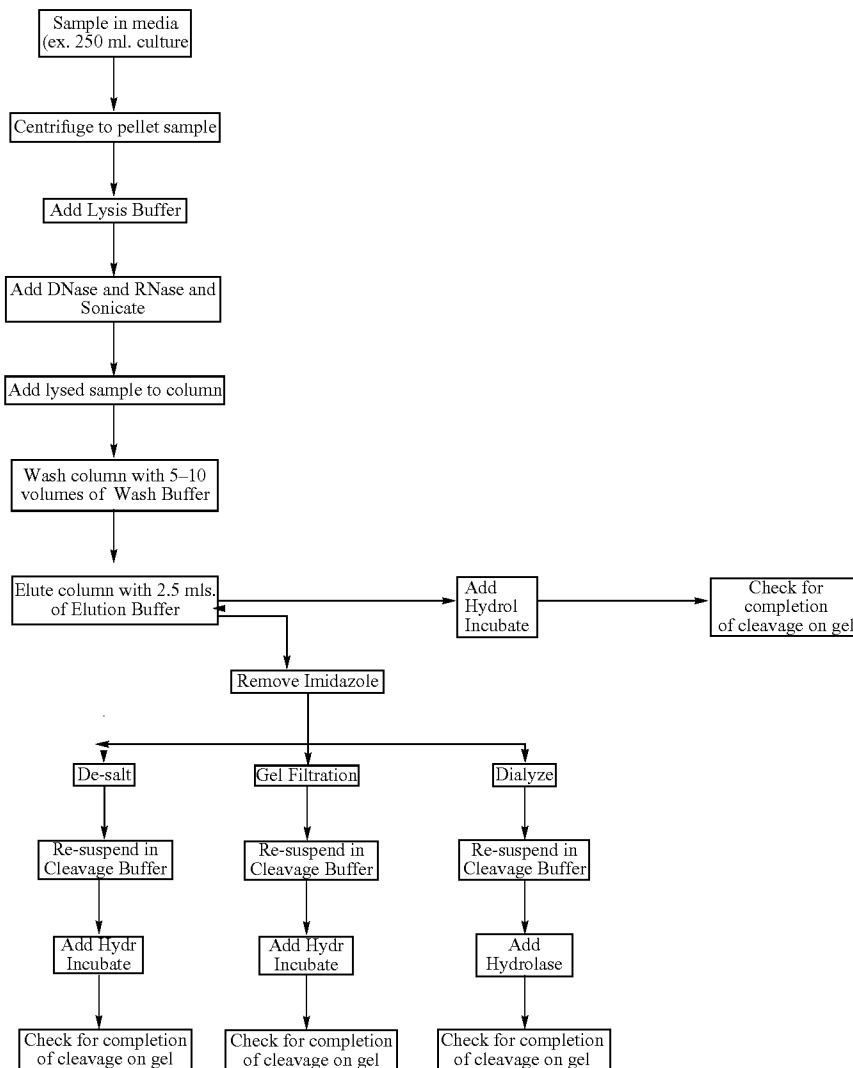 Sample in media
(ex. 250 ml. culture
Centrifuge to pellet sample
Add Lysis Buffer
Add DNase and RNase and
Sonicate
Add lysed sample to column
Wash column with 5–10
volumes of Wash Buffer
Elute column with 2.5 mls.
of Elution Buffer
Add
Hydrol
Incubate
Check for
completion
of cleavage on gel
Remove Imidazole
De-salt
Gel Filtration
Dialyze
Re-suspend in
Cleavage Buffer
Re-suspend in
Cleavage Buffer
Re-suspend in
Cleavage Buffer
Add Hydr
Incubate
Add Hydr
Incubate
Add
Hydrolase
Check for completion
of cleavage on gel
Check for completion
of cleavage on gel
Check for completion
of cleavage on gel